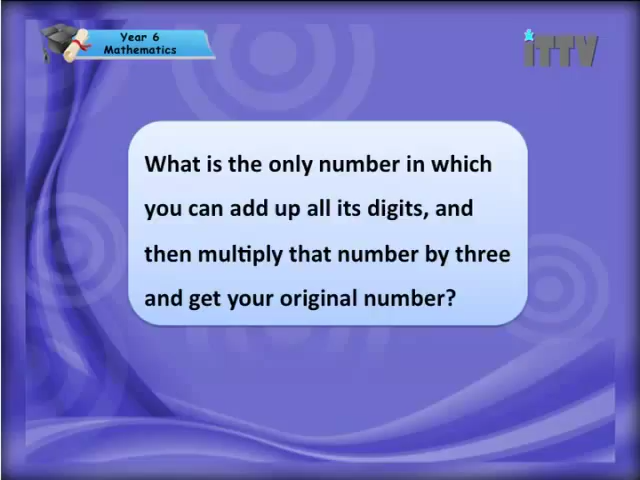 Year 6
Mathematics
iTTV
What is the only number in which
you can add up all its digits, and
then multiply that number by three
and get your original number?